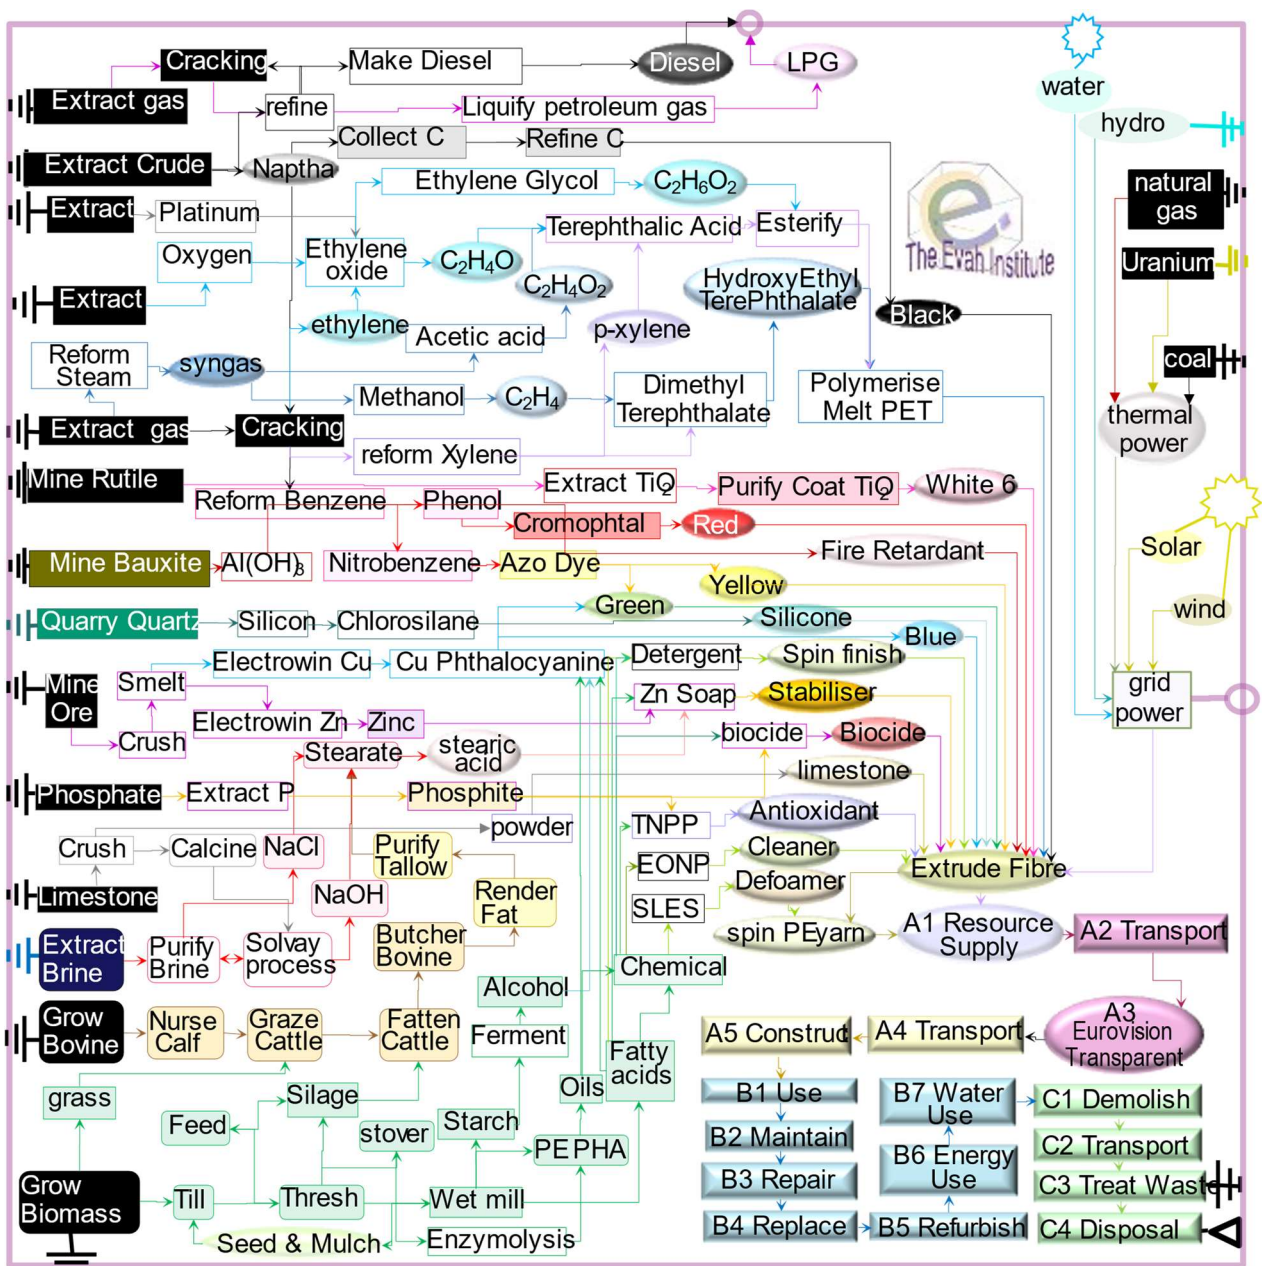 Cracking
Make Diesel
Diesel
LPG
water
Extract gas
refine
Liquify petroleum gas
hydro
Collect C
Refine C
Extract Crude
Naptha
Ethylene Glycol
C2H6O2
natural
gas
Extract
Platinum
Terephthalic Acid
Esterify
Oxygen
Ethylene
oxide
C2H4O
C2H4O2
HydroxyEthyl
TerePhthalate
The Evah Institute
Uranium
Extract
ethylene
Acetic acid
p-xylene
Black
Reform
Steam
syngas
coal
Methanol
C2H4
Dimethyl
Terephthalate
Polymerise
Melt PET
thermal
power
Extract gas
Cracking
reform Xylene
Mine Rutile
Reform Benzene
Phenol
Extract TiO2
Purify Coat TiO2
White 6
Cromophtal
Red
Mine Bauxite
Al(OH)3
Nitrobenzene
Azo Dye
Fire Retardant
Solar
Yellow
Green
wind
Quarry Quartz
Silicon
Chlorosilane
Silicone
Blue
Electrowin Cu
Cu Phthalocyanine
Detergent
Spin finish
Mine
Ore
Smelt
Zn Soap
Stabiliser
grid
power
Electrowin Zn
Zinc
Crush
Stearate
stearic
acid
biocide
Biocide
limestone
Phosphate
Extract P
Phosphite
powder
TNPP
Antioxidant
Crush
Calcine
NaCl
Purify
Tallow
Cleaner
EONP
Extrude Fibre
Limestone
NaOH
Render
Fat
Defoamer
SLES
Extract
Brine
Purify
Brine
Solvay
process
Butcher
Bovine
spin PEyarn
A1 Resource
Supply
A2 Transport
Chemical
Alcohol
Grow
Bovine
Nurse
Calf
Graze
Cattle
Fatten
Cattle
Ferment
A3
Eurovision
Transparent
A5 Construct
A4 Transport
Fatty
acids
Oils
grass
Silage
Feed
stover
Starch
PEPHA
B1 Use
B7 Water
Use
C1 Demolish
B2 Maintain
C2 Transport
B6 Energy
Use
B3 Repair
C3 Treat Waste
Grow
Biomass
Till
Thresh
Wet mill
B4 Replace
B5 Refurbish
C4 Disposal
Seed & Mulch
Enzymolysis